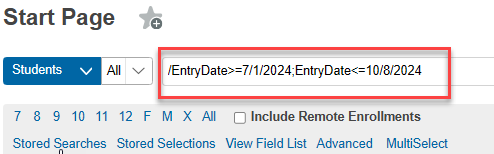 Start Page
Students All /EntryDate>=7/1/2024;EntryDate<=10/8/2024
7 8 9 10 11 12 F M X All Include Remote Enrollments
Stored Searches Stored Selections View Field List Advanced MultiSelect